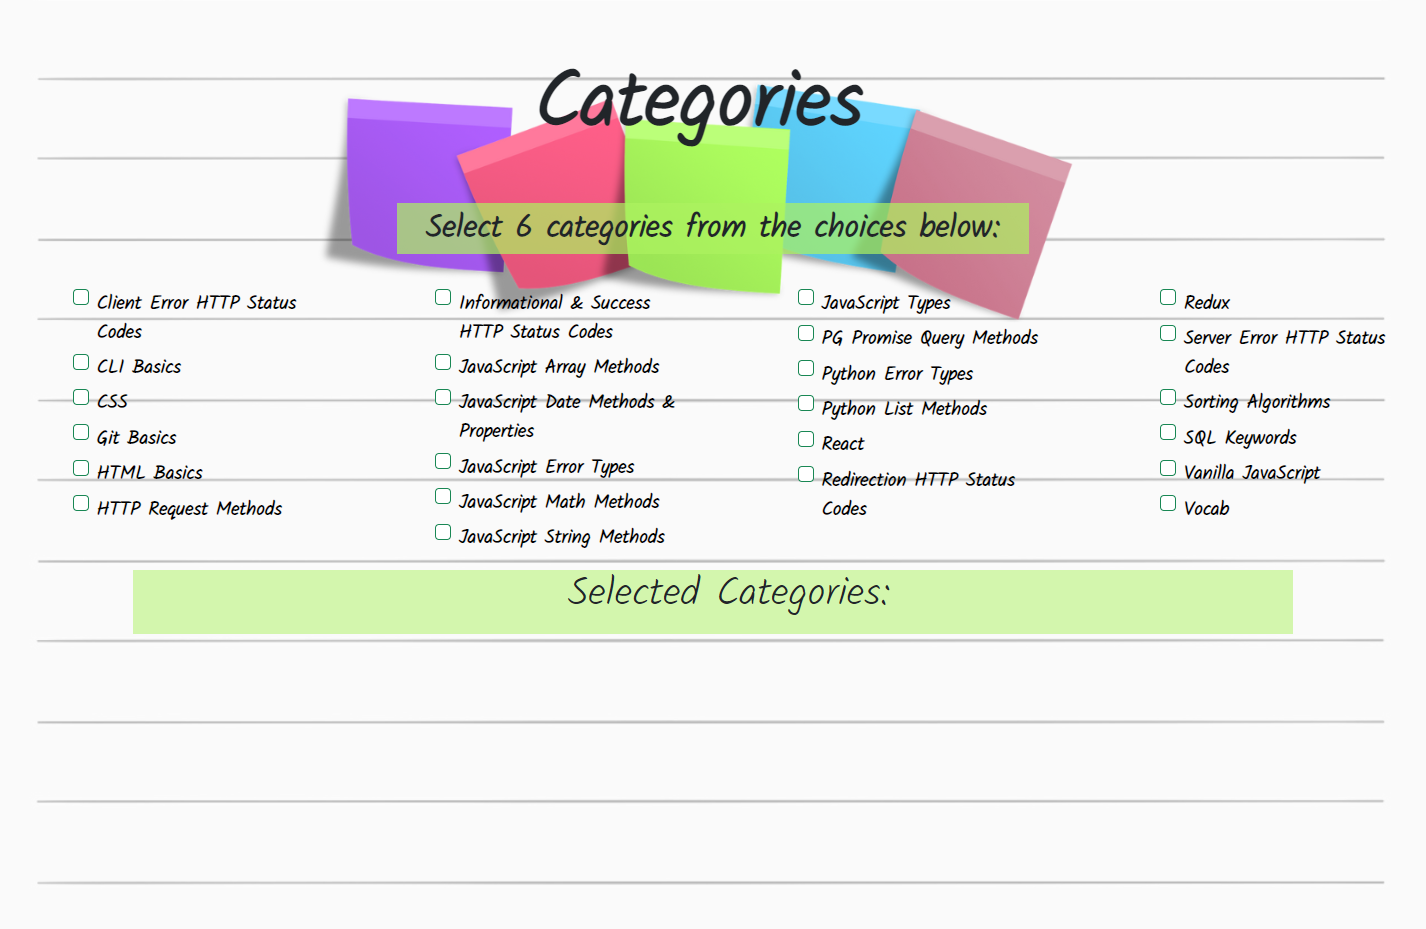 Categories
Select 6 categories from the choices below:
Client Error HTTP Status
Codes
CLI Basics
CSS
Git Basics
HTML Basics
HTTP Request Methods
Informational & Success
HTTP Status Codes
JavaScript Array Methods
JavaScript Date Methods &
Properties
JavaScript Error Types
JavaScript Math Methods
JavaScript String Methods
JavaScript Types
PG Promise Query Methods
Python Error Types
Python List Methods
React
Redirection HTTP Status
Codes
Redux
Server Error HTTP Status
Codes
Sorting Algorithms
SQL Keywords
Vanilla JavaScript
Vocab
Selected Categories: